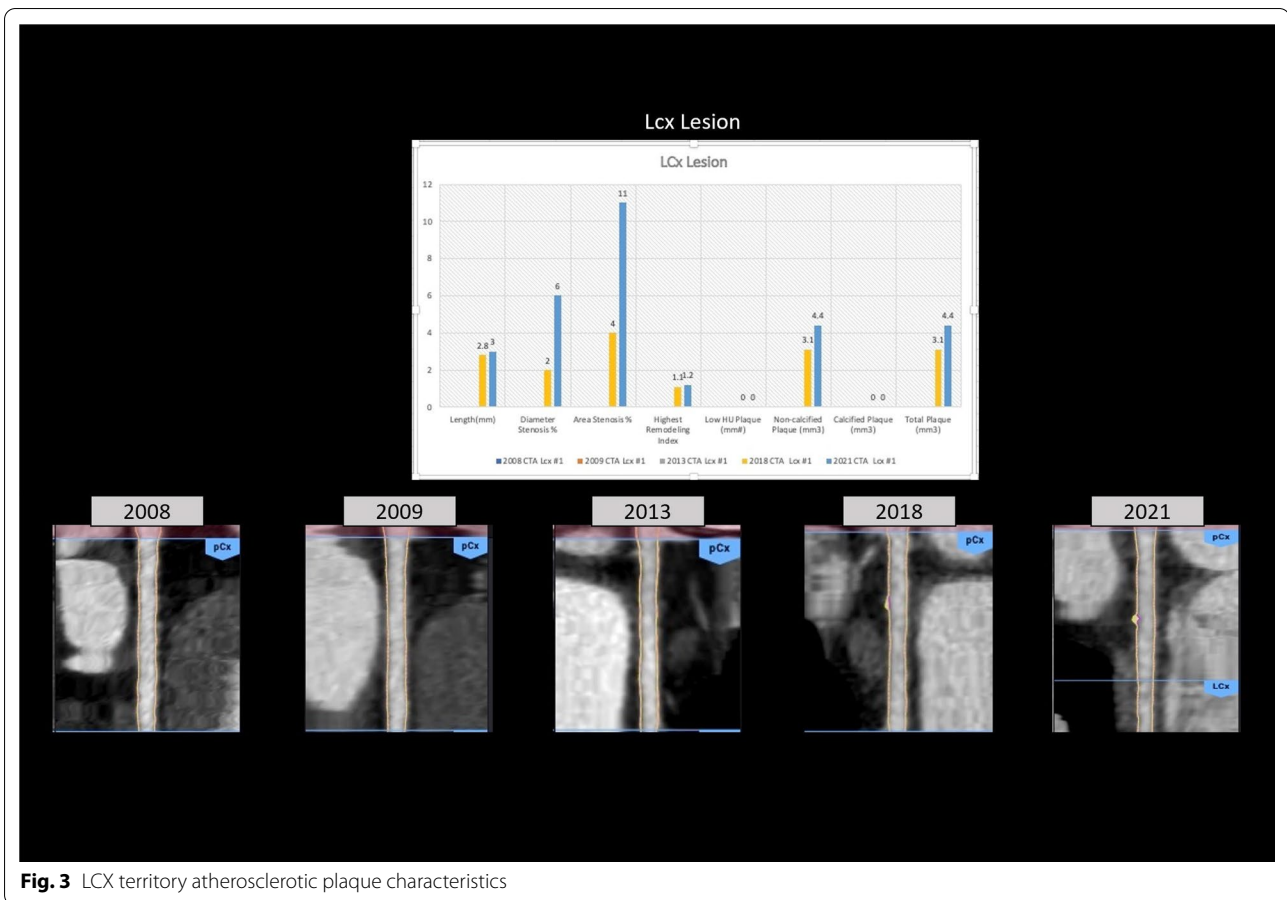 Lcx Lesion
LCx Lesion
12
10
8
6
4
2
0
2.8 3
2 6
4 11
1.1 1.2
0 0
3.1 4.4
0 0
3.1 4.4
Length(mm) Diameter Stenosis % Area Stenosis % Highest Remodeling Index Low HU Plaque (mm#) Non-calcified Plaque (mm3) Calcified Plaque (mm3) Total Plaque (mm3)
2008 CTA Lcx #1 2009 CTA Lcx #1 2013 CTA Lcx #1 2018 CTA Lcx #1 2021 CTA Lcx #1
2008 2009 2013 2018 2021
pCx pCx pCx pCx pCx
LCx
Fig. 3 LCX territory atherosclerotic plaque characteristics